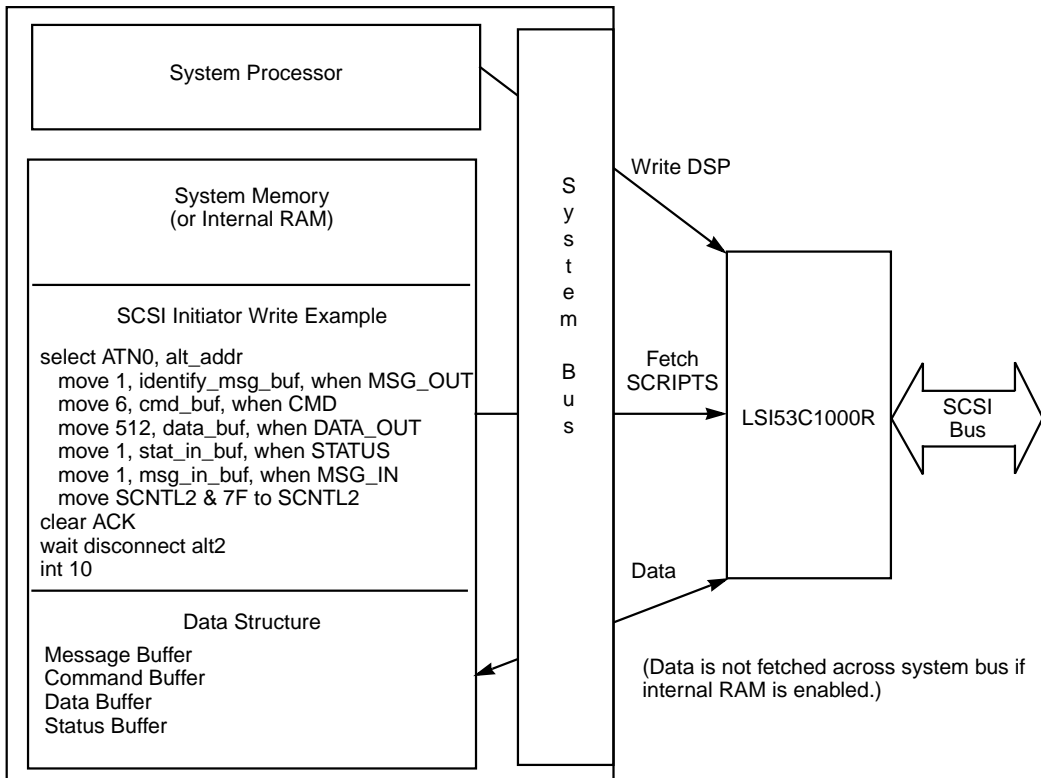 System Processor
System Memory
(or Internal RAM)
SCSI Initiator Write Example
select ATN0, alt_addr
move 1, identify_msg_buf, when MSG_OUT
move 6, cmd_buf, when CMD
move 512, data_buf, when DATA_OUT
move 1, stat_in_buf, when STATUS
move 1, msg_in_buf, when MSG_IN
move SCNTL2 & 7F to SCNTL2
clear ACK
wait disconnect alt2
int 10
Data Structure
Message Buffer
Command Buffer
Data Buffer
Status Buffer
System Bus
Write DSP
Fetch
SCRIPTS
Data
LSI53C1000R
SCSI
Bus
(Data is not fetched across system bus if
internal RAM is enabled.)